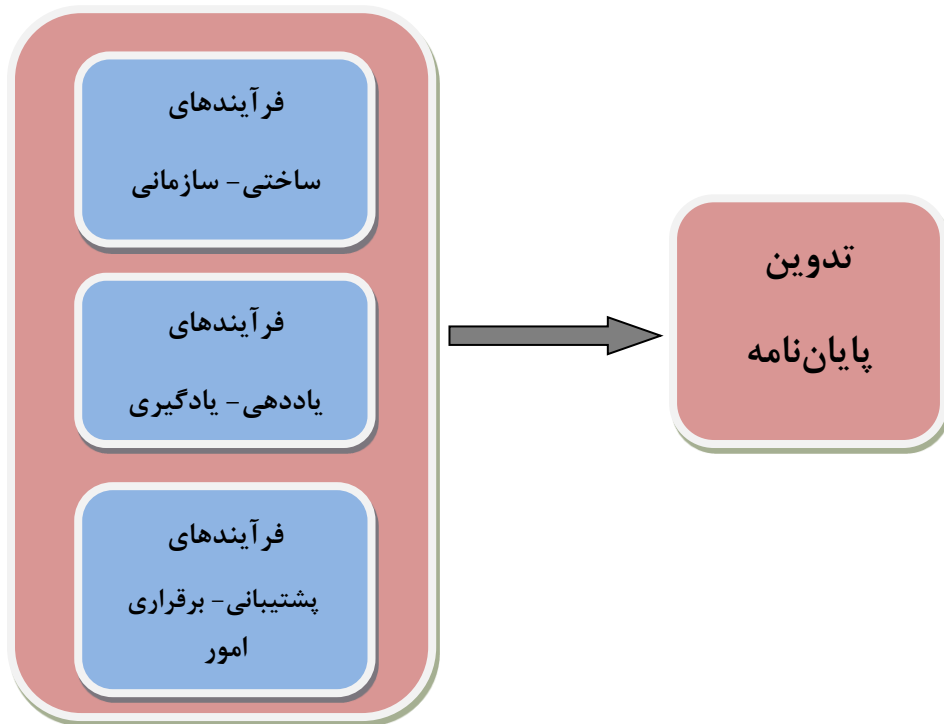 فرآیندهای
ساختی- سازمانی
فرآیندهای
یاددهی- یادگیری
فرآیندهای
پشتیبانی- برقراری
امور
تدوین
پایان‌نامه